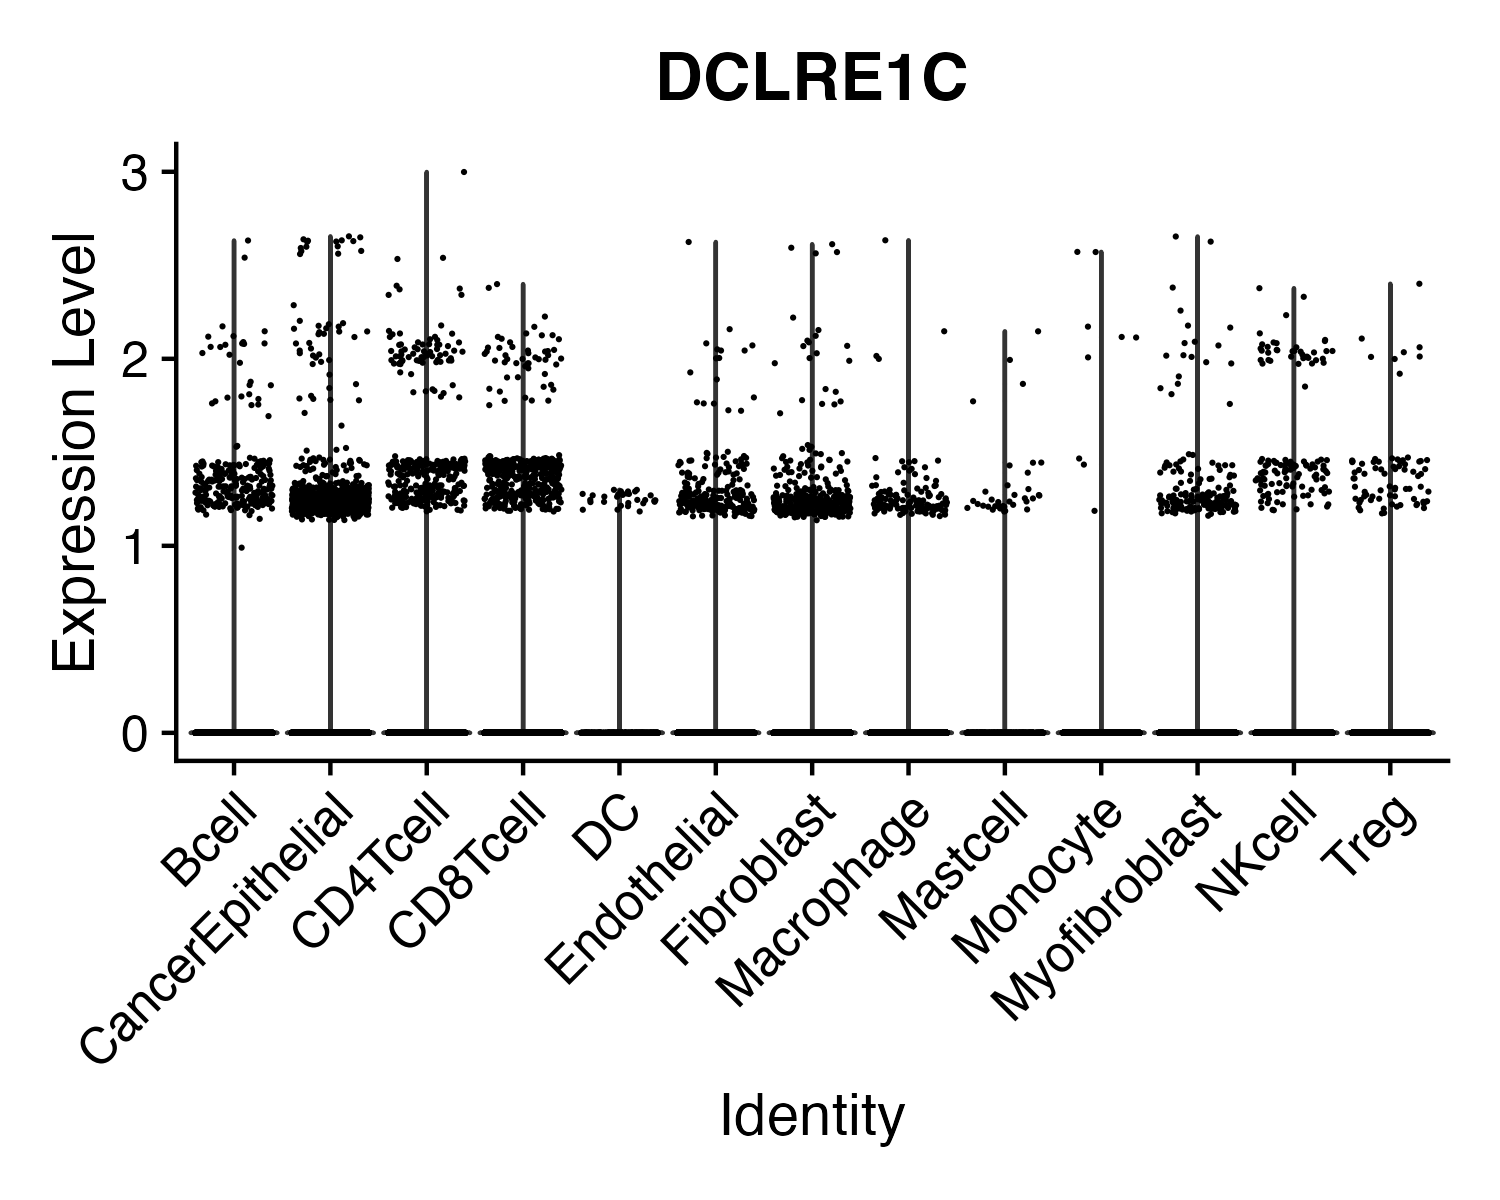 DCLRE1C
Expression Level
3
2
1
0
Bcell
CancerEpithelial
CD4Tcell
CD8Tcell
DC
Endothelial
Fibroblast
Macrophage
Mastcell
Monocyte
Myofibroblast
NKcell
Treg
Identity